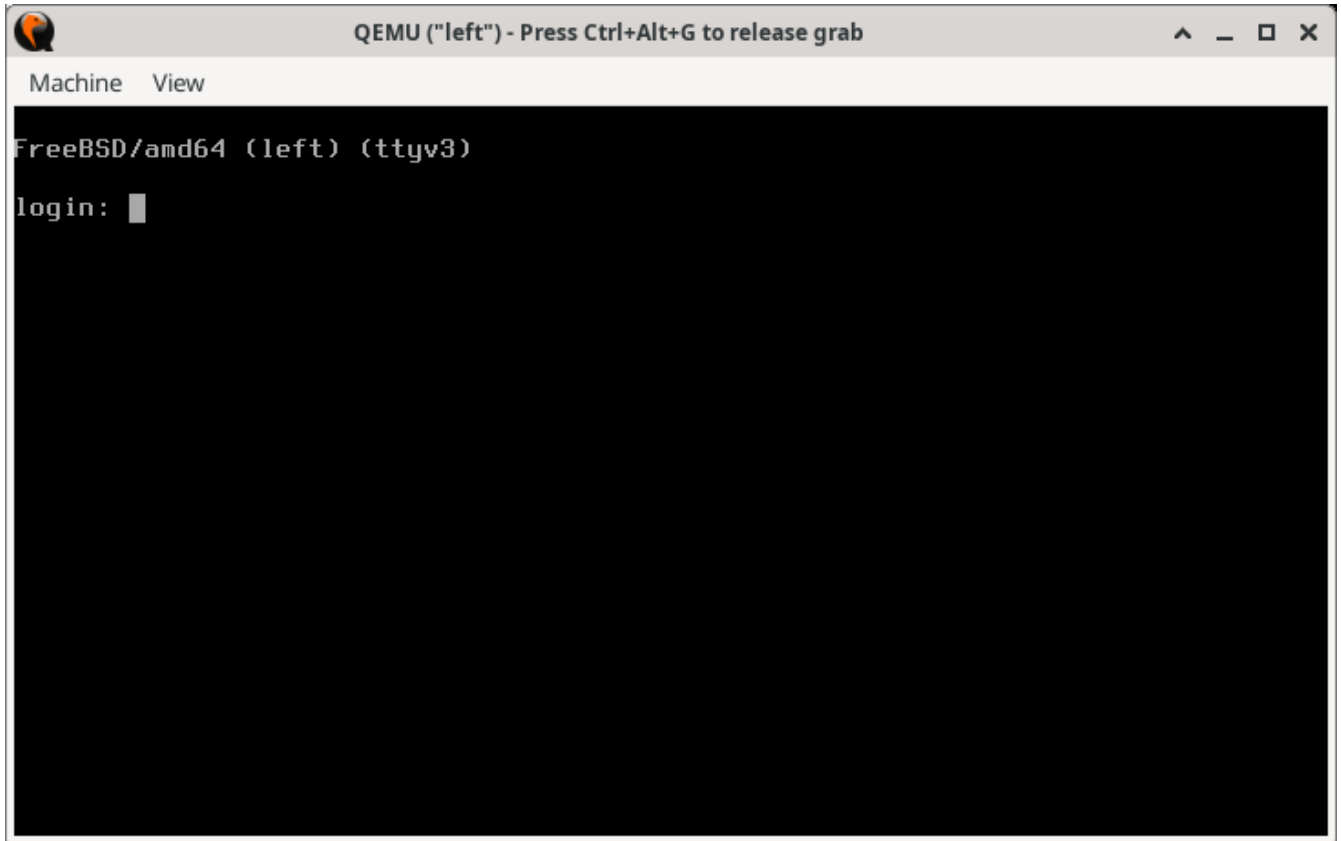 QEMU ("left") - Press Ctrl+Alt+G to release grab
Machine View
FreeBSD/amd64 (left) (ttyv3)
login: